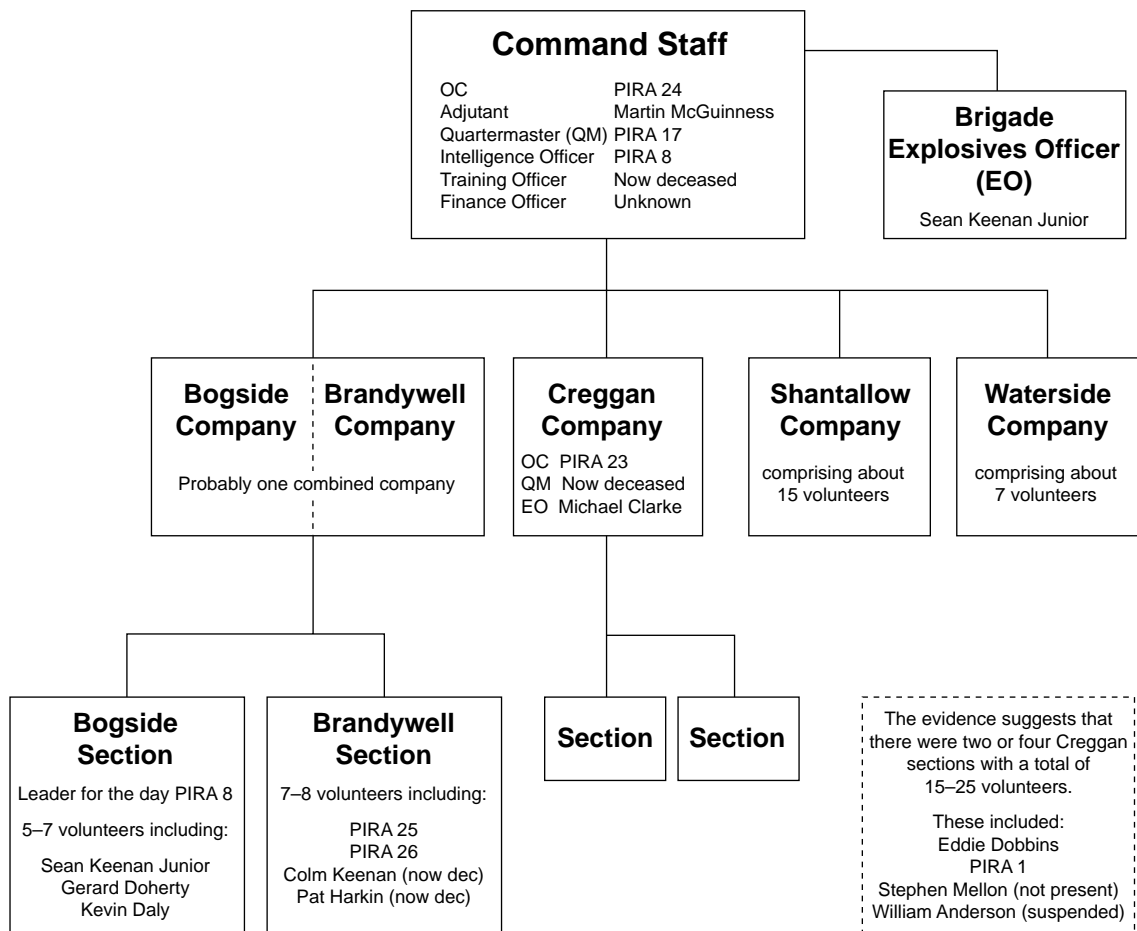 Command Staff
OC PIRA 24
Adjutant Martin McGuinness
Quartermaster (QM) PIRA 17
Intelligence Officer PIRA 8
Training Officer Now deceased
Finance Officer Unknown
Brigade
Explosives Officer
(EO)
Sean Keenan Junior
Bogside
Company
Brandywell
Company
Probably one combined company
Creggan
Company
OC PIRA 23
QM Now deceased
EO Michael Clarke
Shantallow
Company
comprising about
15 volunteers
Waterside
Company
comprising about
7 volunteers
Bogside
Section
Leader for the day PIRA 8
5–7 volunteers including:
Sean Keenan Junior
Gerard Doherty
Kevin Daly
Brandywell
Section
7–8 volunteers including:
PIRA 25
PIRA 26
Colm Keenan (now dec)
Pat Harkin (now dec)
Section
Section
The evidence suggests that
there were two or four Creggan
sections with a total of
15–25 volunteers.
These included:
Eddie Dobbins
PIRA 1
Stephen Mellon (not present)
William Anderson (suspended)